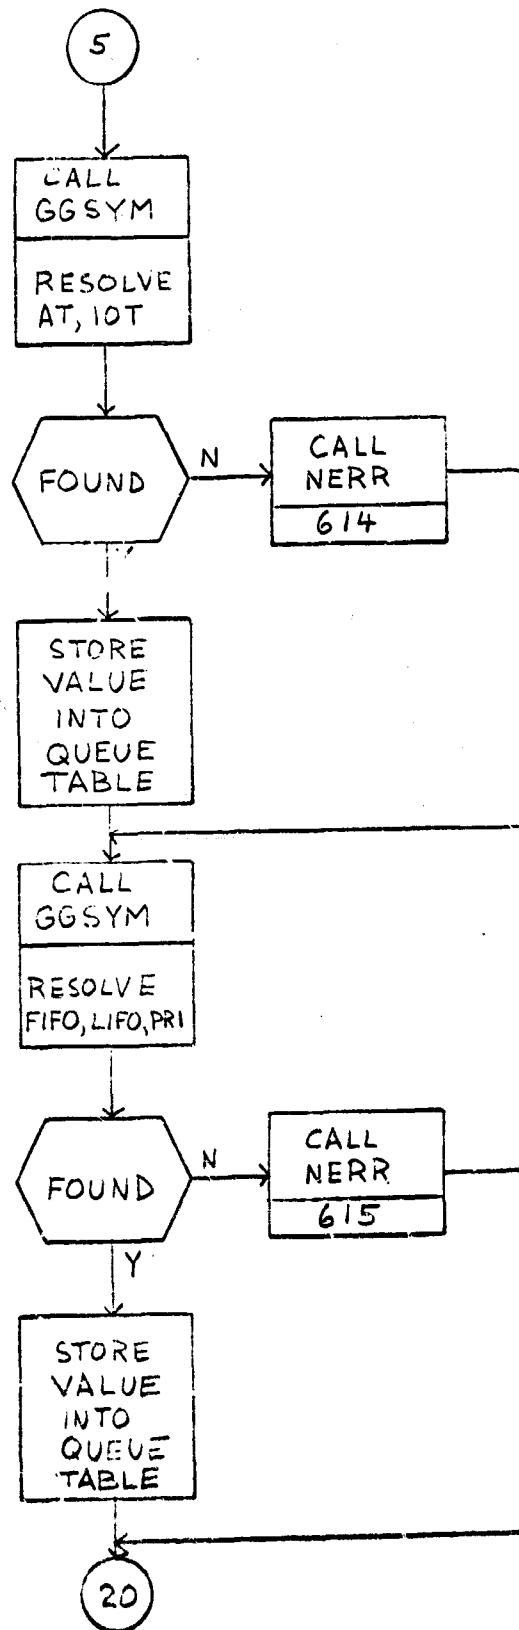 5
CALL
GGSYM
RESOLVE
AT, IOT
FOUND
N
CALL
NERR
614
STORE
VALUE
INTO
QUEUE
TABLE
CALL
GGSYM
RESOLVE
FIFO, LIFO, PRI
FOUND
N
CALL
NERR
615
Y
STORE
VALUE
INTO
QUEUE
TABLE
20